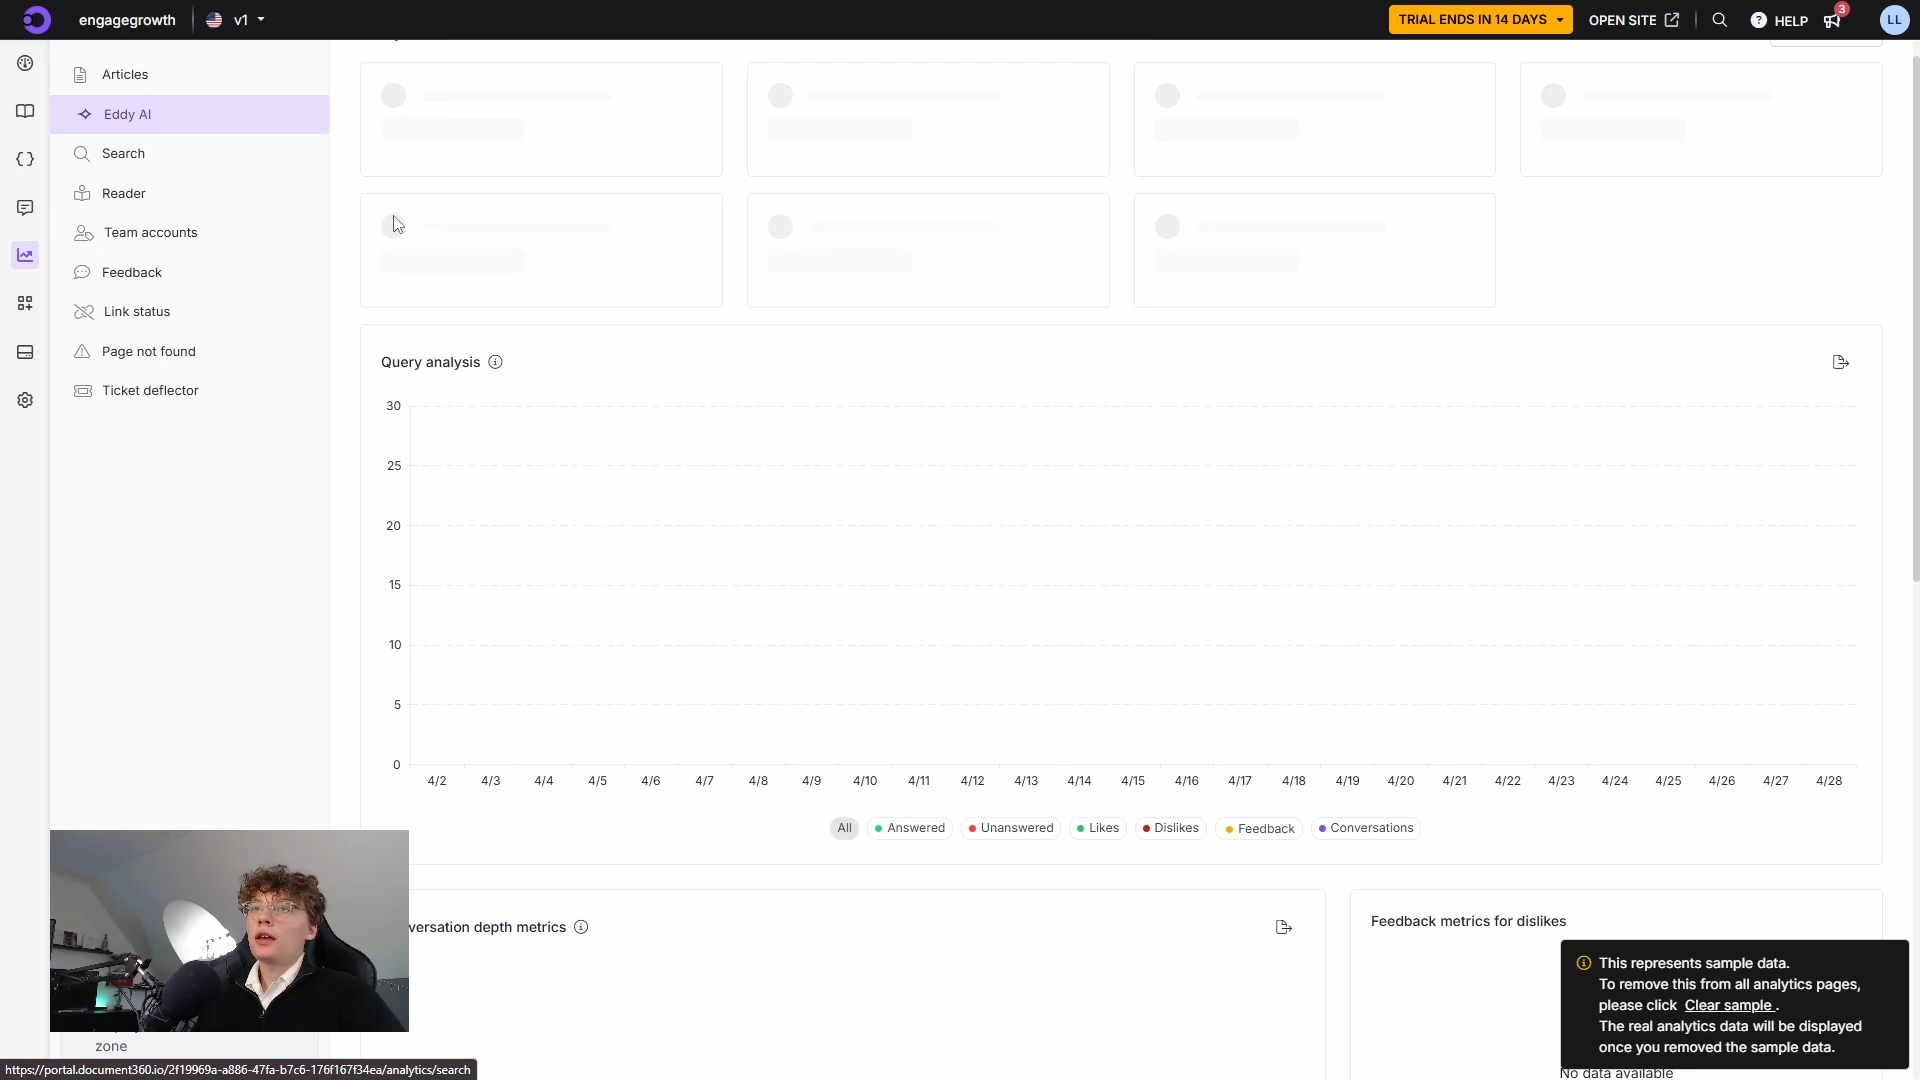 engagegrowth
v1
TRIAL ENDS IN 14 DAYS
OPEN SITE
HELP
3
LL
Articles
Eddy AI
Search
Reader
Team accounts
Feedback
Link status
Page not found
Ticket deflector
Query analysis
30
25
20
15
10
5
0
4/2 4/3 4/4 4/5 4/6 4/7 4/8 4/9 4/10 4/11 4/12 4/13 4/14 4/15 4/16 4/17 4/18 4/19 4/20 4/21 4/22 4/23 4/24 4/25 4/26 4/27 4/28
All Answered Unanswered Likes Dislikes Feedback Conversations
versation depth metrics
Feedback metrics for dislikes
This represents sample data.
To remove this from all analytics pages,
please click Clear sample .
The real analytics data will be displayed
once you removed the sample data.
No data available
zone
https://portal.document360.io/2f19969a-a886-47fa-b7c6-176f167f34ea/analytics/search